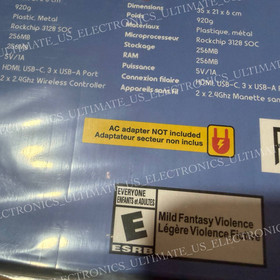 920g
Plastic, Metal
Rockchip 3128 SOC
256MB
256MB
5V/1A
HDMI, USB-C, 3 x USB-A Port
2 x 2.4Ghz Wireless Controller
Dimensions
Poids
Matériaux
Microprocesseur
Stockage
RAM
Puissance
Connexion filaire
Appareils sans fil
35 x 21 x 6 cm
920g
Plastique, métal
Rockchip 3128 SOC
256MB
256MB
5V/1A
HDMI, USB-C, 3 x USB-A
2 x 2.4Ghz Manette sans
AC adapter NOT included
Adaptateur secteur non inclus
EVERYONE
ENFANTS et ADULTES
E
ESRB
Mild Fantasy Violence
Légère Violence Fictive
ULTIMATE_US_ELECTRONICS